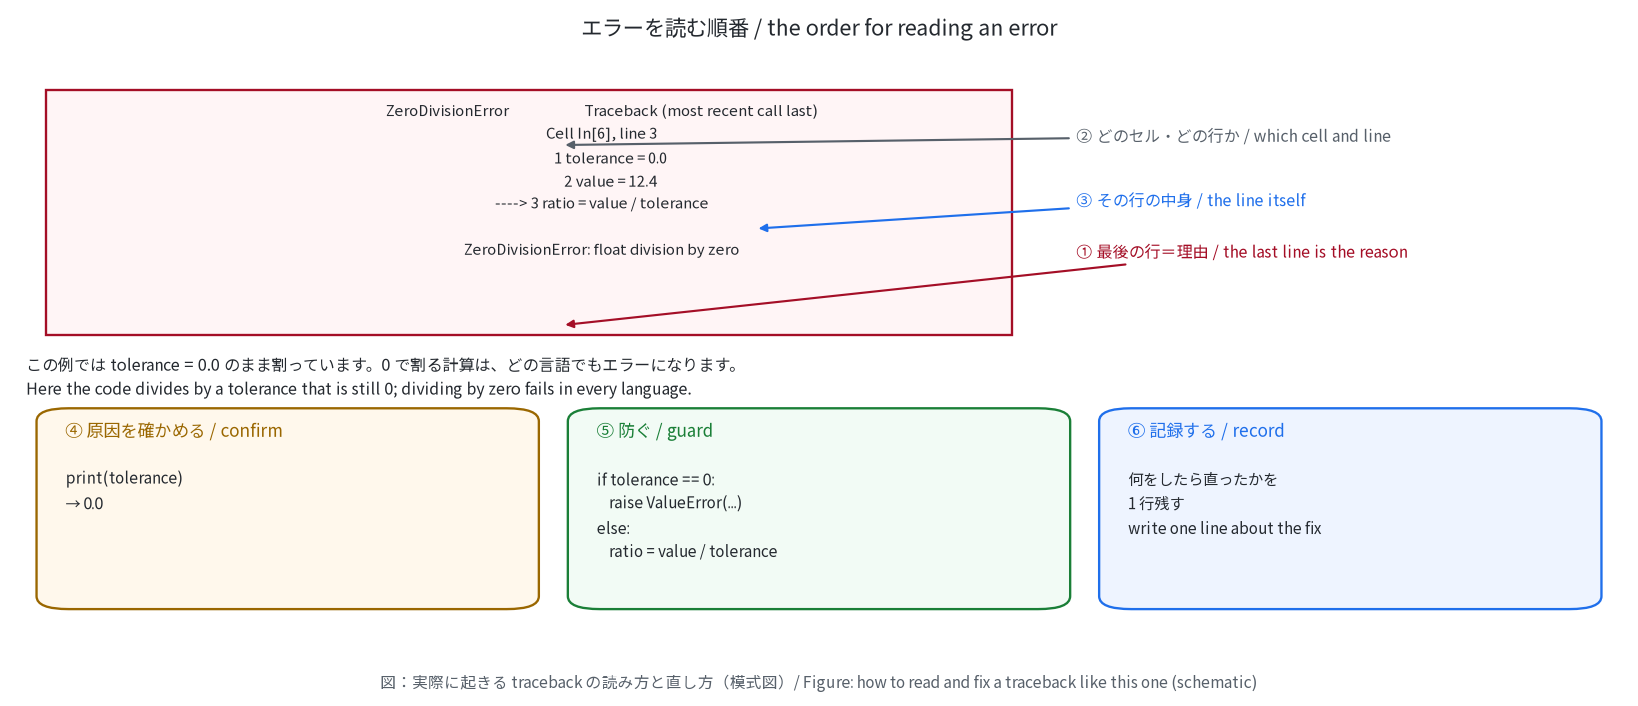 エラーを読む順番 / the order for reading an error
ZeroDivisionError Traceback (most recent call last)
Cell In[6], line 3
1 tolerance = 0.0
2 value = 12.4
----> 3 ratio = value / tolerance
ZeroDivisionError: float division by zero
② どのセル・どの行か / which cell and line
③ その行の中身 / the line itself
① 最後の行＝理由 / the last line is the reason
この例では tolerance = 0.0 のまま割っています。0 で割る計算は、どの言語でもエラーになります。
Here the code divides by a tolerance that is still 0; dividing by zero fails in every language.
④ 原因を確かめる / confirm
print(tolerance)
→ 0.0
⑤ 防ぐ / guard
if tolerance == 0:
raise ValueError(...)
else:
ratio = value / tolerance
⑥ 記録する / record
何をしたら直ったかを
1 行残す
write one line about the fix
図：実際に起きる traceback の読み方と直し方（模式図）/ Figure: how to read and fix a traceback like this one (schematic)